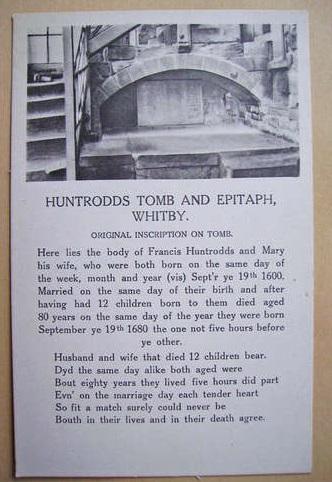 HUNTRODDS TOMB AND EPITAPH,
WHITBY.
ORIGINAL INSCRIPTION ON TOMB.
Here lies the body of Francis Huntrodds and Mary
his wife, who were both born on the same day of
the week, month and year (vis) Sept'r ye 19th 1600.
Married on the same day of their birth and after
having had 12 children born to them died aged
80 years on the same day of the year they were born
September ye 19th 1680 the one not five hours before
ye other.
Husband and wife that died 12 children bear.
Dyd the same day alike both aged were
Bout eighty years they lived five hours did part
Evn' on the marriage day each tender heart
So fit a match surely could never be
Bouth in their lives and in their death agree.